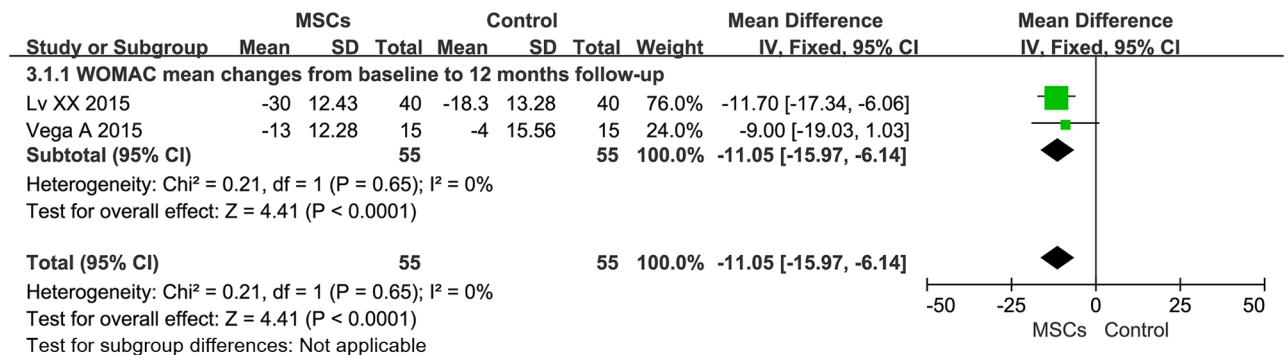 MSCs Control Mean Difference Mean Difference
Study or Subgroup Mean SD Total Mean SD Total Weight IV, Fixed, 95% CI IV, Fixed, 95% CI
3.1.1 WOMAC mean changes from baseline to 12 months follow-up
Lv XX 2015 -30 12.43 40 -18.3 13.28 40 76.0% -11.70 [-17.34, -6.06]
Vega A 2015 -13 12.28 15 -4 15.56 15 24.0% -9.00 [-19.03, 1.03]
Subtotal (95% CI) 55 55 100.0% -11.05 [-15.97, -6.14]
Heterogeneity: Chi² = 0.21, df = 1 (P = 0.65); I² = 0%
Test for overall effect: Z = 4.41 (P < 0.0001)
Total (95% CI) 55 55 100.0% -11.05 [-15.97, -6.14]
Heterogeneity: Chi² = 0.21, df = 1 (P = 0.65); I² = 0%
Test for overall effect: Z = 4.41 (P < 0.0001)
Test for subgroup differences: Not applicable
-50 -25 0 25 50
MSCs Control